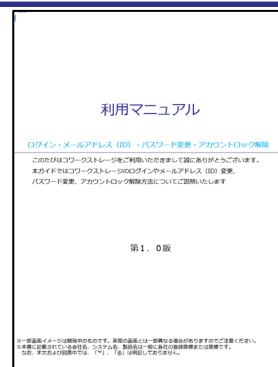 利用マニュアル
ログイン・メールアドレス（ID）・パスワード変更・アカウントロック解除
このたびはコワークストレージをご利用いただきまして誠にありがとうございます。
本ガイドではコワークストレージのログインやメールアドレス（ID）変更、
パスワード変更、アカウントロック解除方法についてご説明いたします
第１．０版
※一部画面イメージは開発中のものです。実際の画面とは一部異なる場合がありますのでご注意ください。
※本書に記載されている会社名、システム名、製品名は一般に各社の登録商標または商標です。
なお、本文および図表中では、「™」、「®」は明記しておりません。